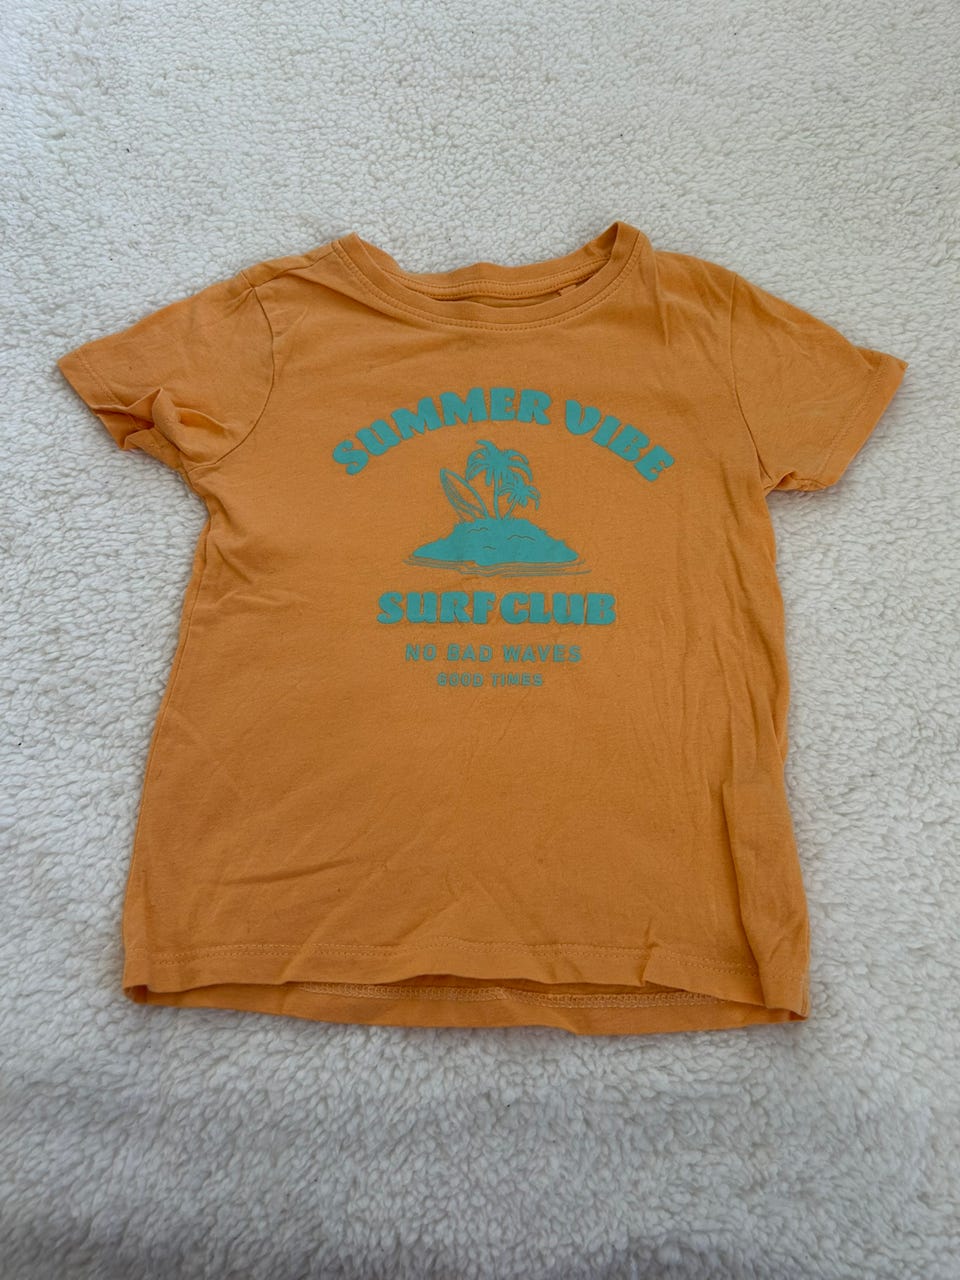 SUMMER VIBE
SURF CLUB
NO BAD WAVES
GOOD TIMES